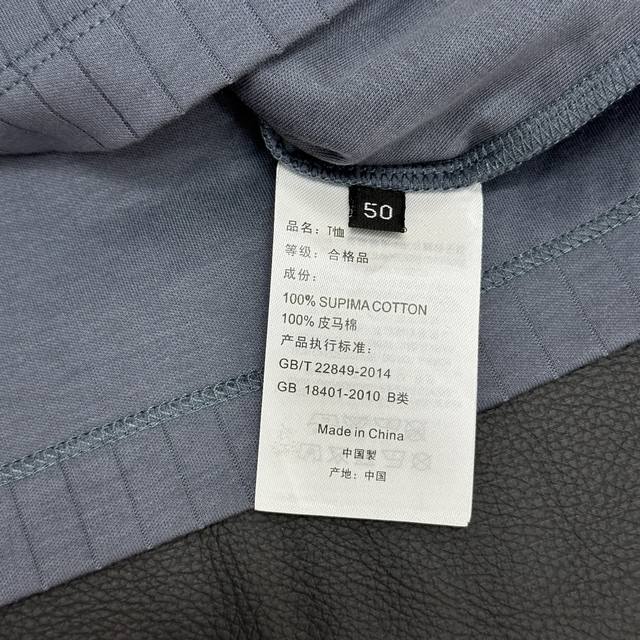 50
品名：T恤
等级：合格品
成份：
100% SUPIMA COTTON
100% 皮马棉
产品执行标准：
GB/T 22849-2014
GB 18401-2010 B类
Made in China
中国製
产地：中国